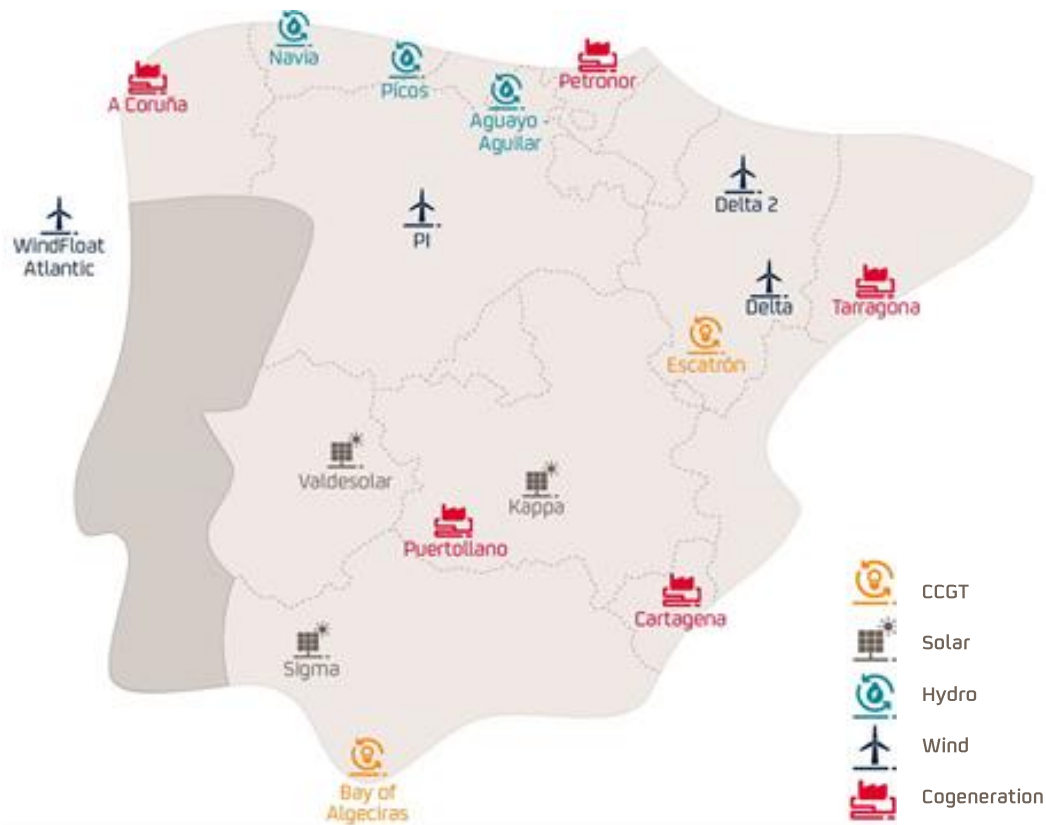 Navia
Picos
Petronor
A Coruña
Aguayo -
Aguilar
Delta 2
WindFloat
Atlantic
PI
Delta
Tarragona
Escatrón
Valdesolar
Kappa
Puertollano
Cartagena
Sigma
Bay of
Algeciras
CCGT
Solar
Hydro
Wind
Cogeneration